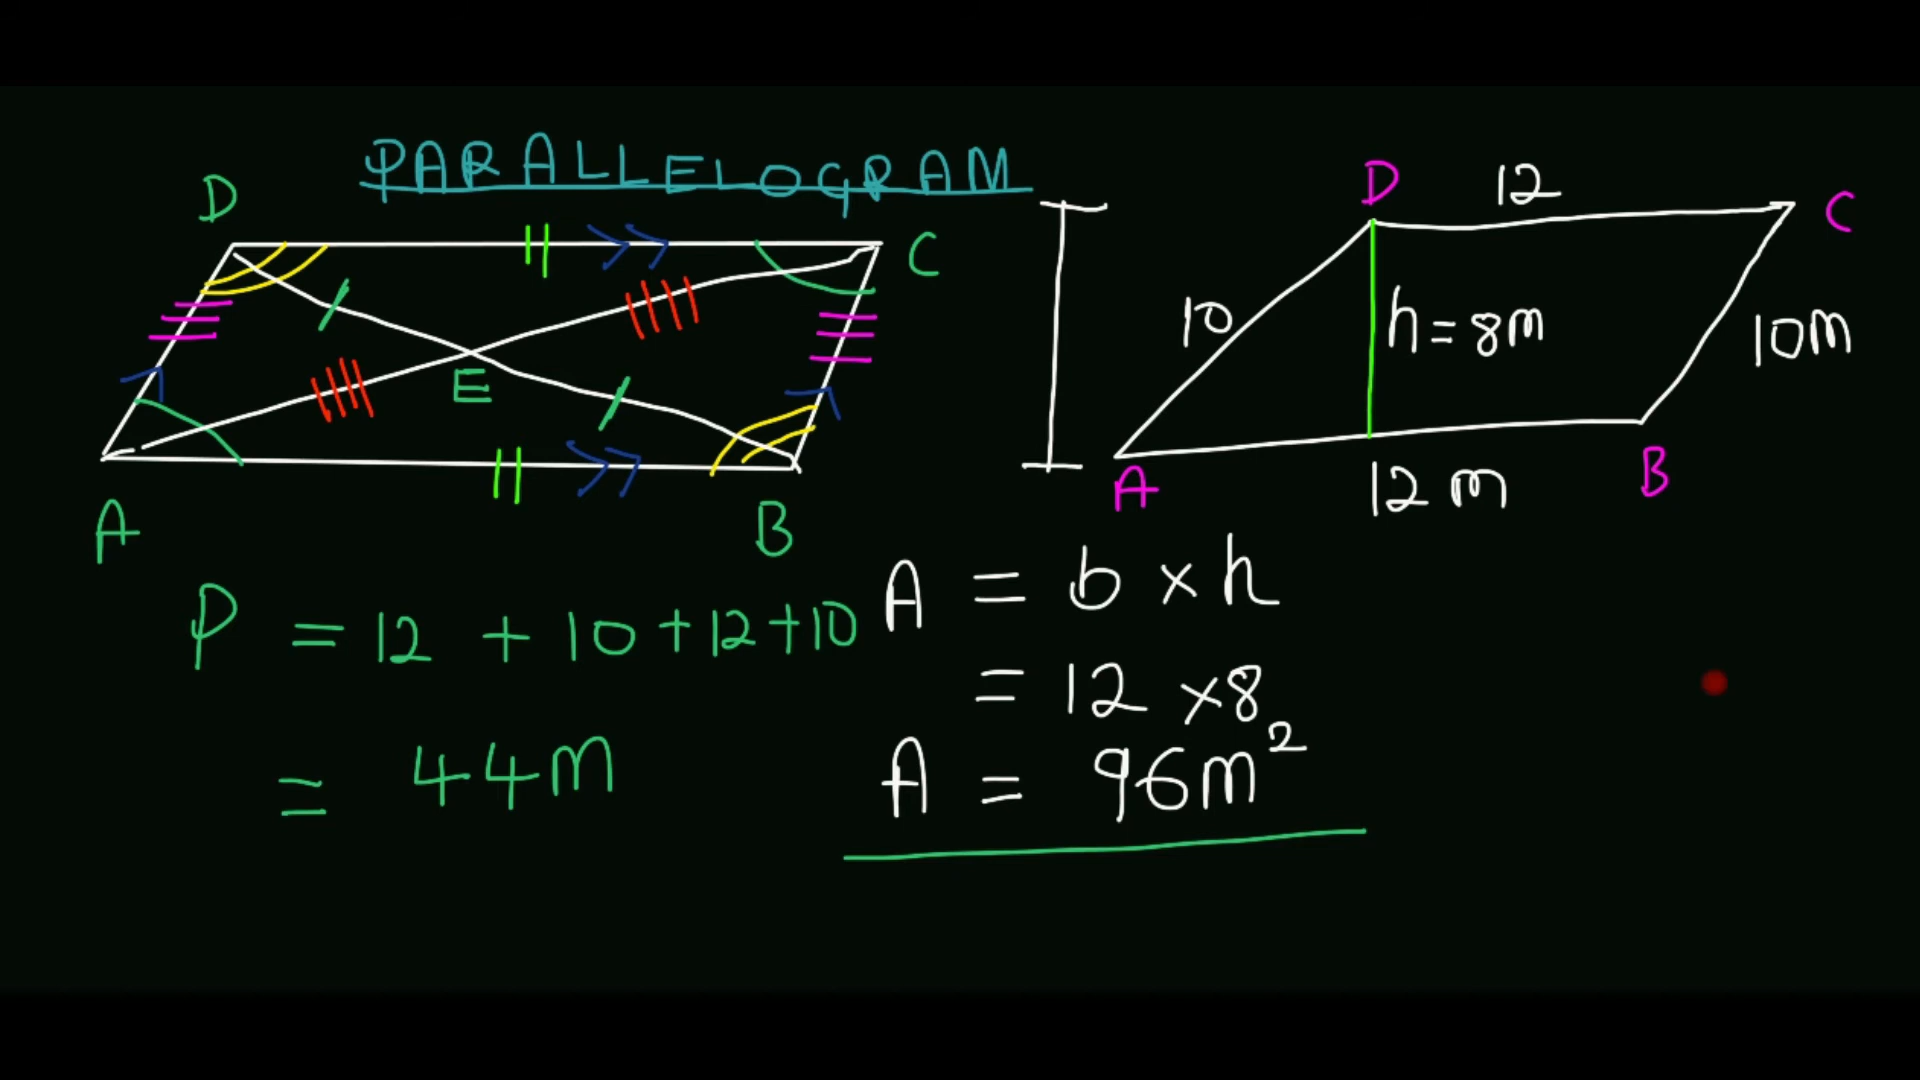 PARALLELOGRAM
D
C
E
A
B
D
12
C
10
h = 8m
10m
A
12 m
B
P = 12 + 10 + 12 + 10
= 44m
A = b × h
= 12 × 8
A = 96m²